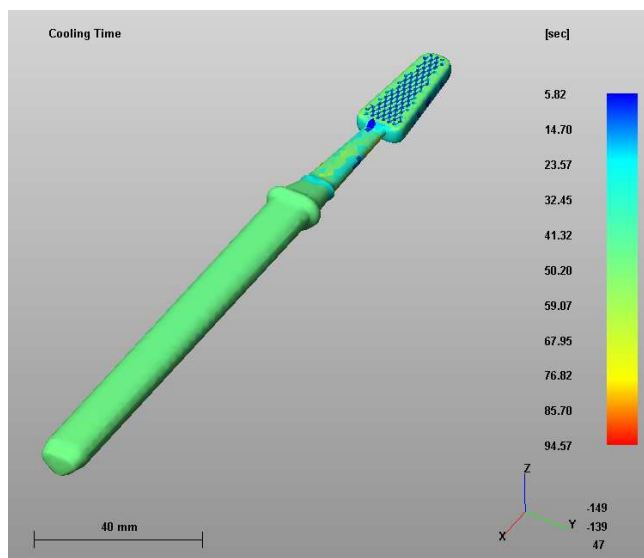 Cooling Time
[sec]
5.82
14.70
23.57
32.45
41.32
50.20
59.07
67.95
76.82
85.70
94.57
Z
X
Y
-149
-139
47
40 mm